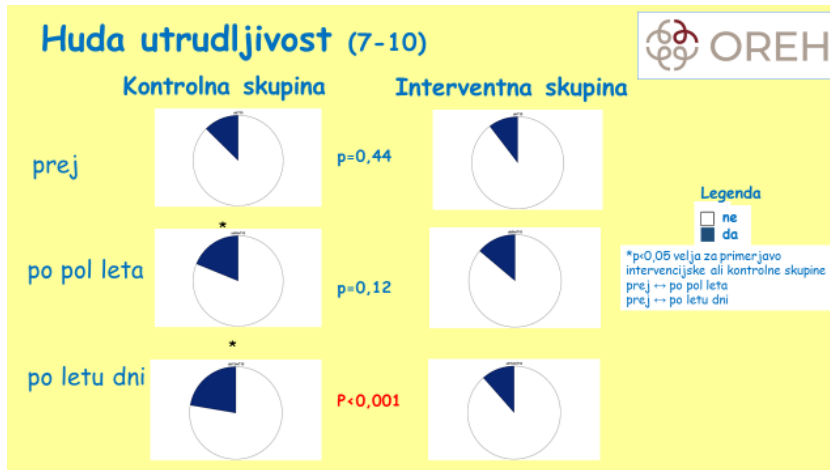 Huda utrudljivost (7-10)
OREH
Kontrolna skupina
Interventna skupina
prej
p=0,44
Legenda
ne
da
*
po pol leta
p=0,12
*p<0,05 velja za primerjavo
intervencijske ali kontrolne skupine
prej ↔ po pol leta
prej ↔ po letu dni
*
po letu dni
P<0,001